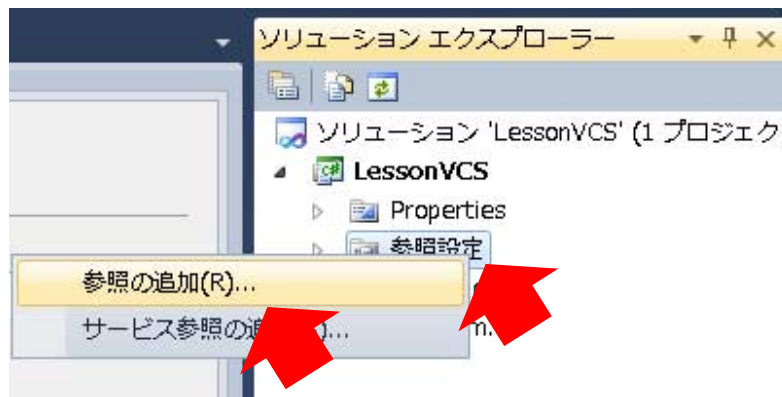 ソリューション エクスプローラー
ソリューション 'LessonVCS' (1 プロジェク
LessonVCS
Properties
参照設定
参照の追加(R)...
サービス参照の追